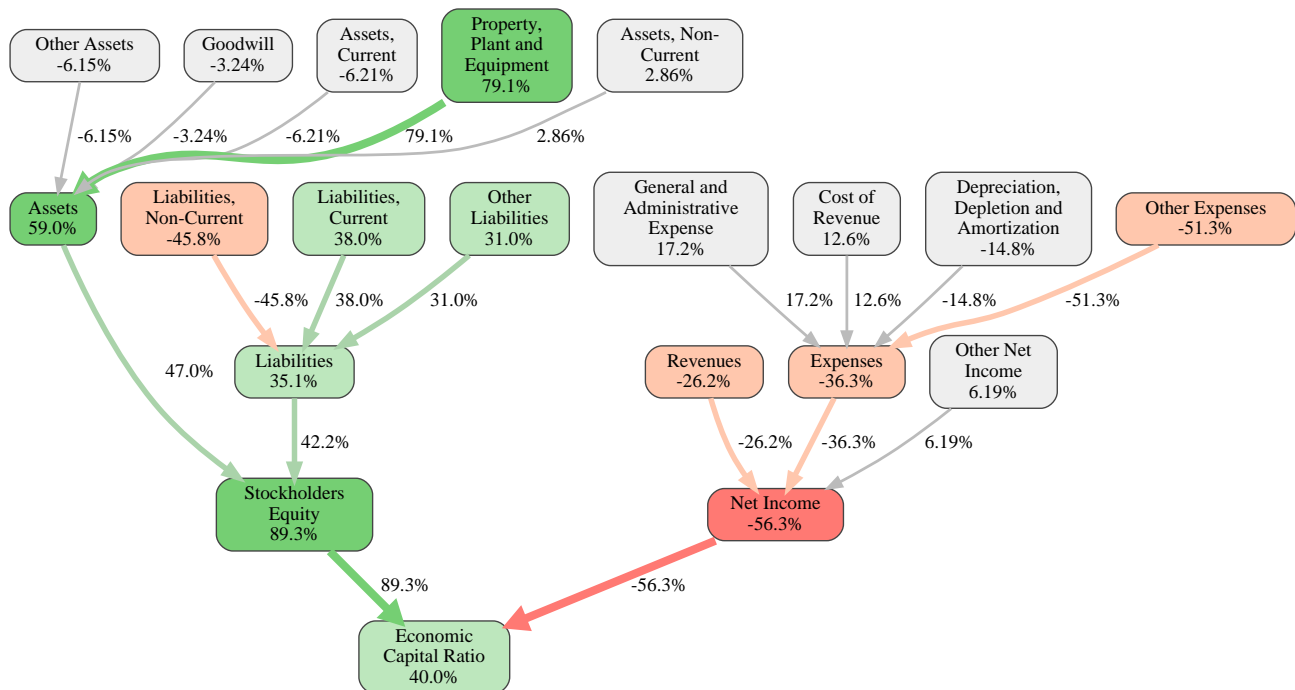 Other Assets
-6.15%
Goodwill
-3.24%
Assets,
Current
-6.21%
Property,
Plant and
Equipment
79.1%
Assets, Non-
Current
2.86%
-6.15%
-3.24%
-6.21%
79.1%
2.86%
Assets
59.0%
Liabilities,
Non-Current
-45.8%
Liabilities,
Current
38.0%
Other
Liabilities
31.0%
General and
Administrative
Expense
17.2%
Cost of
Revenue
12.6%
Depreciation,
Depletion and
Amortization
-14.8%
Other Expenses
-51.3%
-45.8%
38.0%
31.0%
17.2%
12.6%
-14.8%
-51.3%
47.0%
Liabilities
35.1%
Revenues
-26.2%
Expenses
-36.3%
Other Net
Income
6.19%
42.2%
-26.2%
-36.3%
6.19%
Stockholders
Equity
89.3%
Net Income
-56.3%
89.3%
-56.3%
Economic
Capital Ratio
40.0%